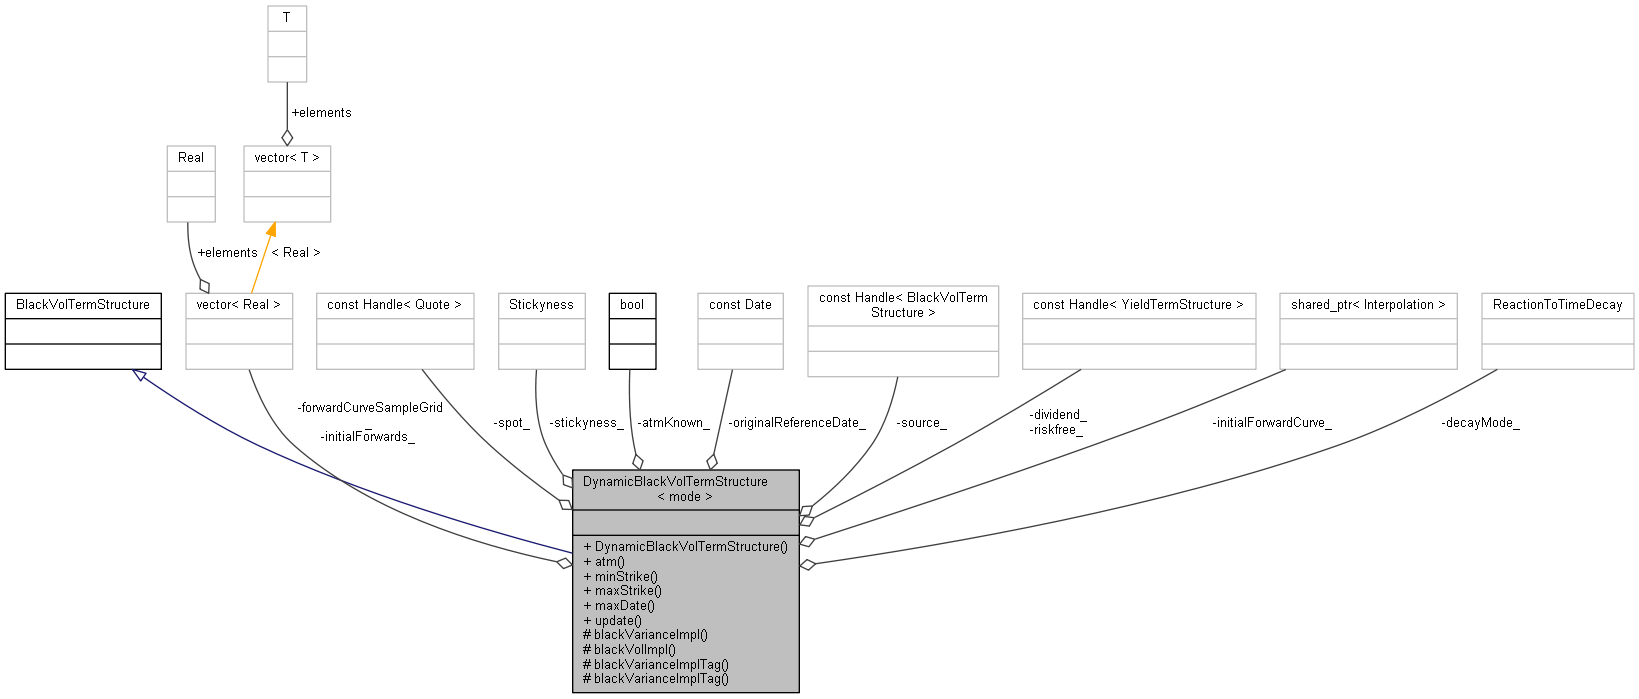 T
+elements
Real
vector< T >
+elements
< Real >
BlackVolTermStructure
vector< Real >
const Handle< Quote >
Stickyness
bool
const Date
const Handle< BlackVolTerm
Structure >
const Handle< YieldTermStructure >
shared_ptr< Interpolation >
ReactionToTimeDecay
-forwardCurveSampleGrid
_
-initialForwards_
-spot_
-stickyness_
-atmKnown_
-originalReferenceDate_
-source_
-dividend_
-riskfree_
-initialForwardCurve_
-decayMode_
DynamicBlackVolTermStructure
< mode >
+ DynamicBlackVolTermStructure()
+ atm()
+ minStrike()
+ maxStrike()
+ maxDate()
+ update()
# blackVarianceImpl()
# blackVolImpl()
# blackVarianceImplTag()
# blackVarianceImplTag()